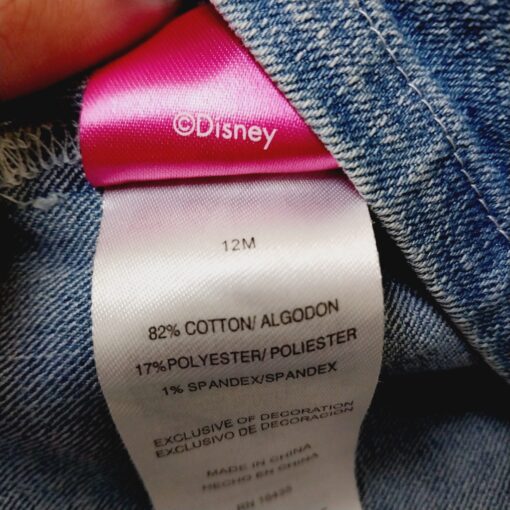 ©Disney
12M
82% COTTON/ ALGODON
17%POLYESTER/ POLIESTER
1% SPANDEX/SPANDEX
EXCLUSIVE OF DECORATION
EXCLUSIVO DE DECORACION
MADE IN CHINA
HECHO EN CHINA
RN